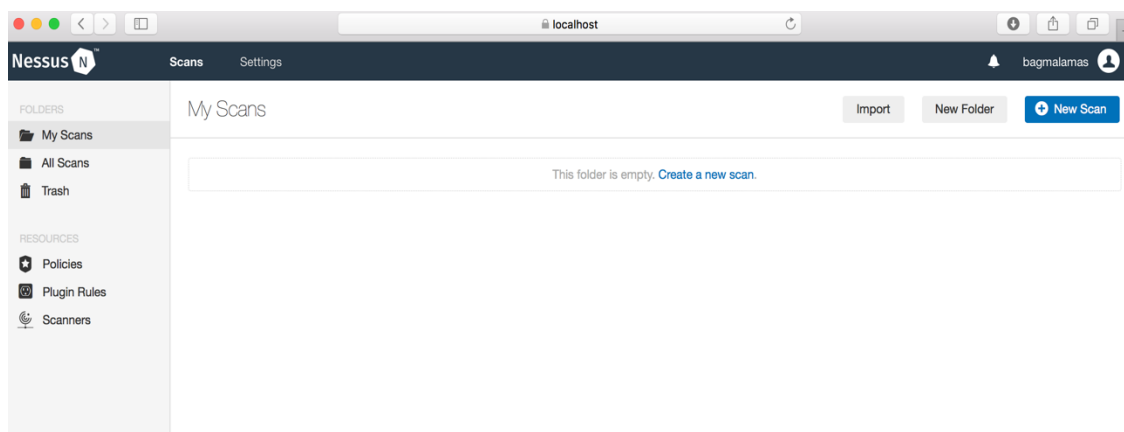 localhost
Nessus N ™ Scans Settings bagmalamas
FOLDERS
My Scans
All Scans
Trash
RESOURCES
Policies
Plugin Rules
Scanners
My Scans Import New Folder New Scan
This folder is empty. Create a new scan.